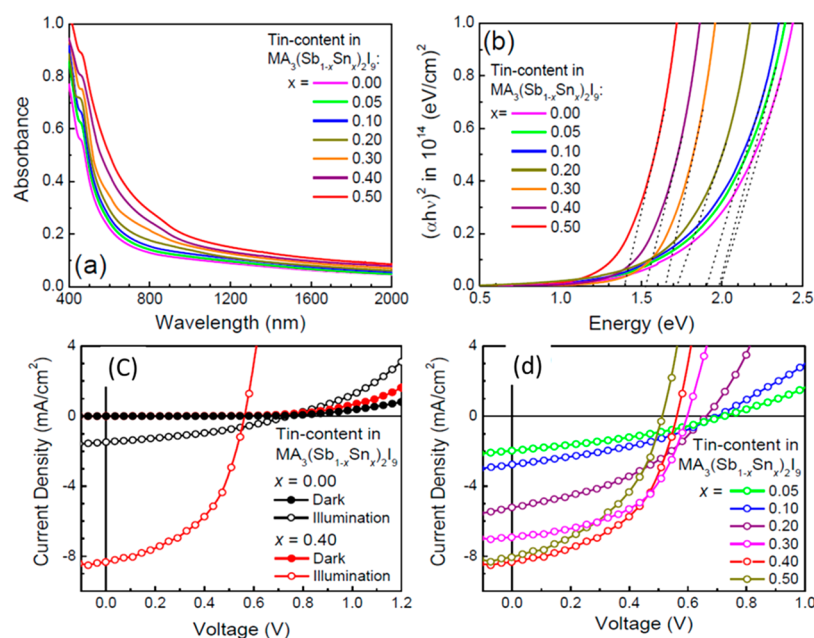 (a)
Absorbance
1.0
0.8
0.6
0.4
0.2
0.0
400
800
1200
1600
2000
Wavelength (nm)
Tin-content in
MA₃(Sb₁₋ₓSnₓ)₂I₉:
x = 0.00
0.05
0.10
0.20
0.30
0.40
0.50
(b)
(αhν)² in 10¹⁴ (eV/cm)²
1.0
0.8
0.6
0.4
0.2
0.0
0.5
1.0
1.5
2.0
2.5
Energy (eV)
Tin-content in
MA₃(Sb₁₋ₓSnₓ)₂I₉:
x= 0.00
0.05
0.10
0.20
0.30
0.40
0.50
(C)
Current Density (mA/cm²)
4
0
-4
-8
0.0
0.2
0.4
0.6
0.8
1.0
1.2
Voltage (V)
Tin-content in
MA₃(Sb₁₋ₓSnₓ)₂I₉
x = 0.00
Dark
Illumination
x = 0.40
Dark
Illumination
(d)
Current Density (mA/cm²)
4
0
-4
-8
0.0
0.2
0.4
0.6
0.8
1.0
Voltage (V)
Tin-content in
MA₃(Sb₁₋ₓSnₓ)₂I₉
x = 0.05
0.10
0.20
0.30
0.40
0.50